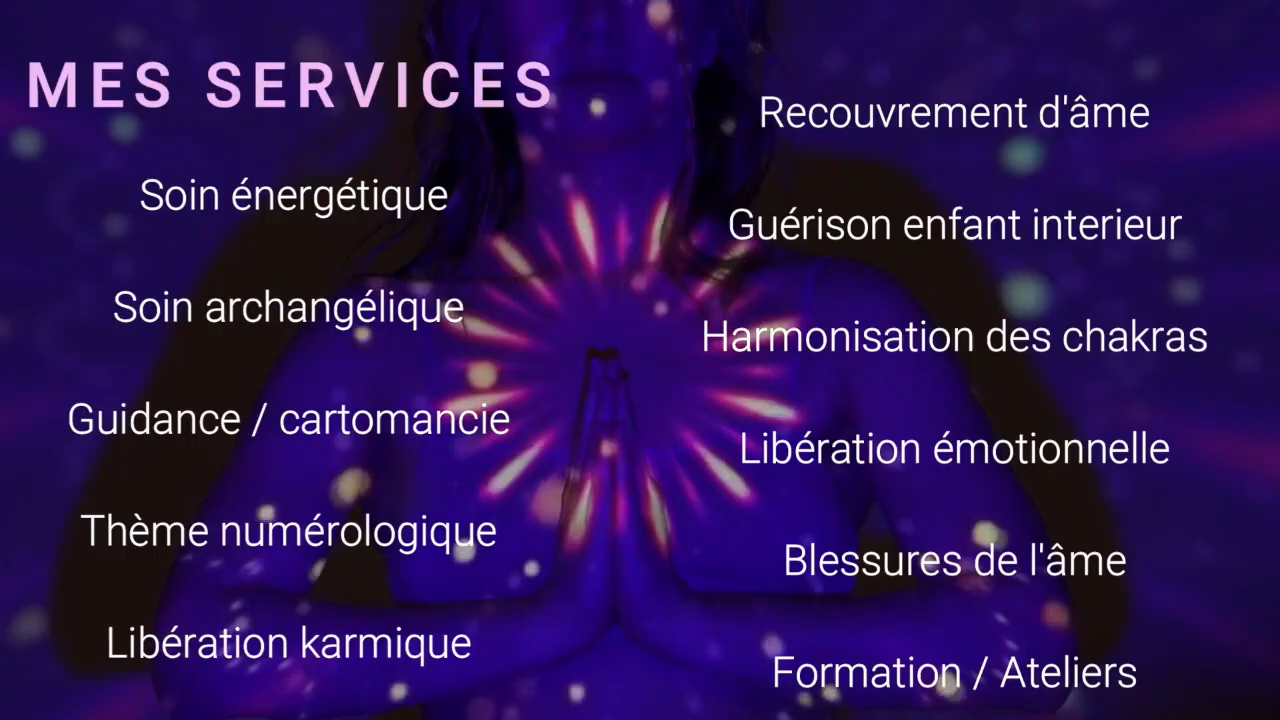 MES SERVICES
Soin énergétique
Soin archangélique
Guidance / cartomancie
Thème numérologique
Libération karmique
Recouvrement d'âme
Guérison enfant interieur
Harmonisation des chakras
Libération émotionnelle
Blessures de l'âme
Formation / Ateliers